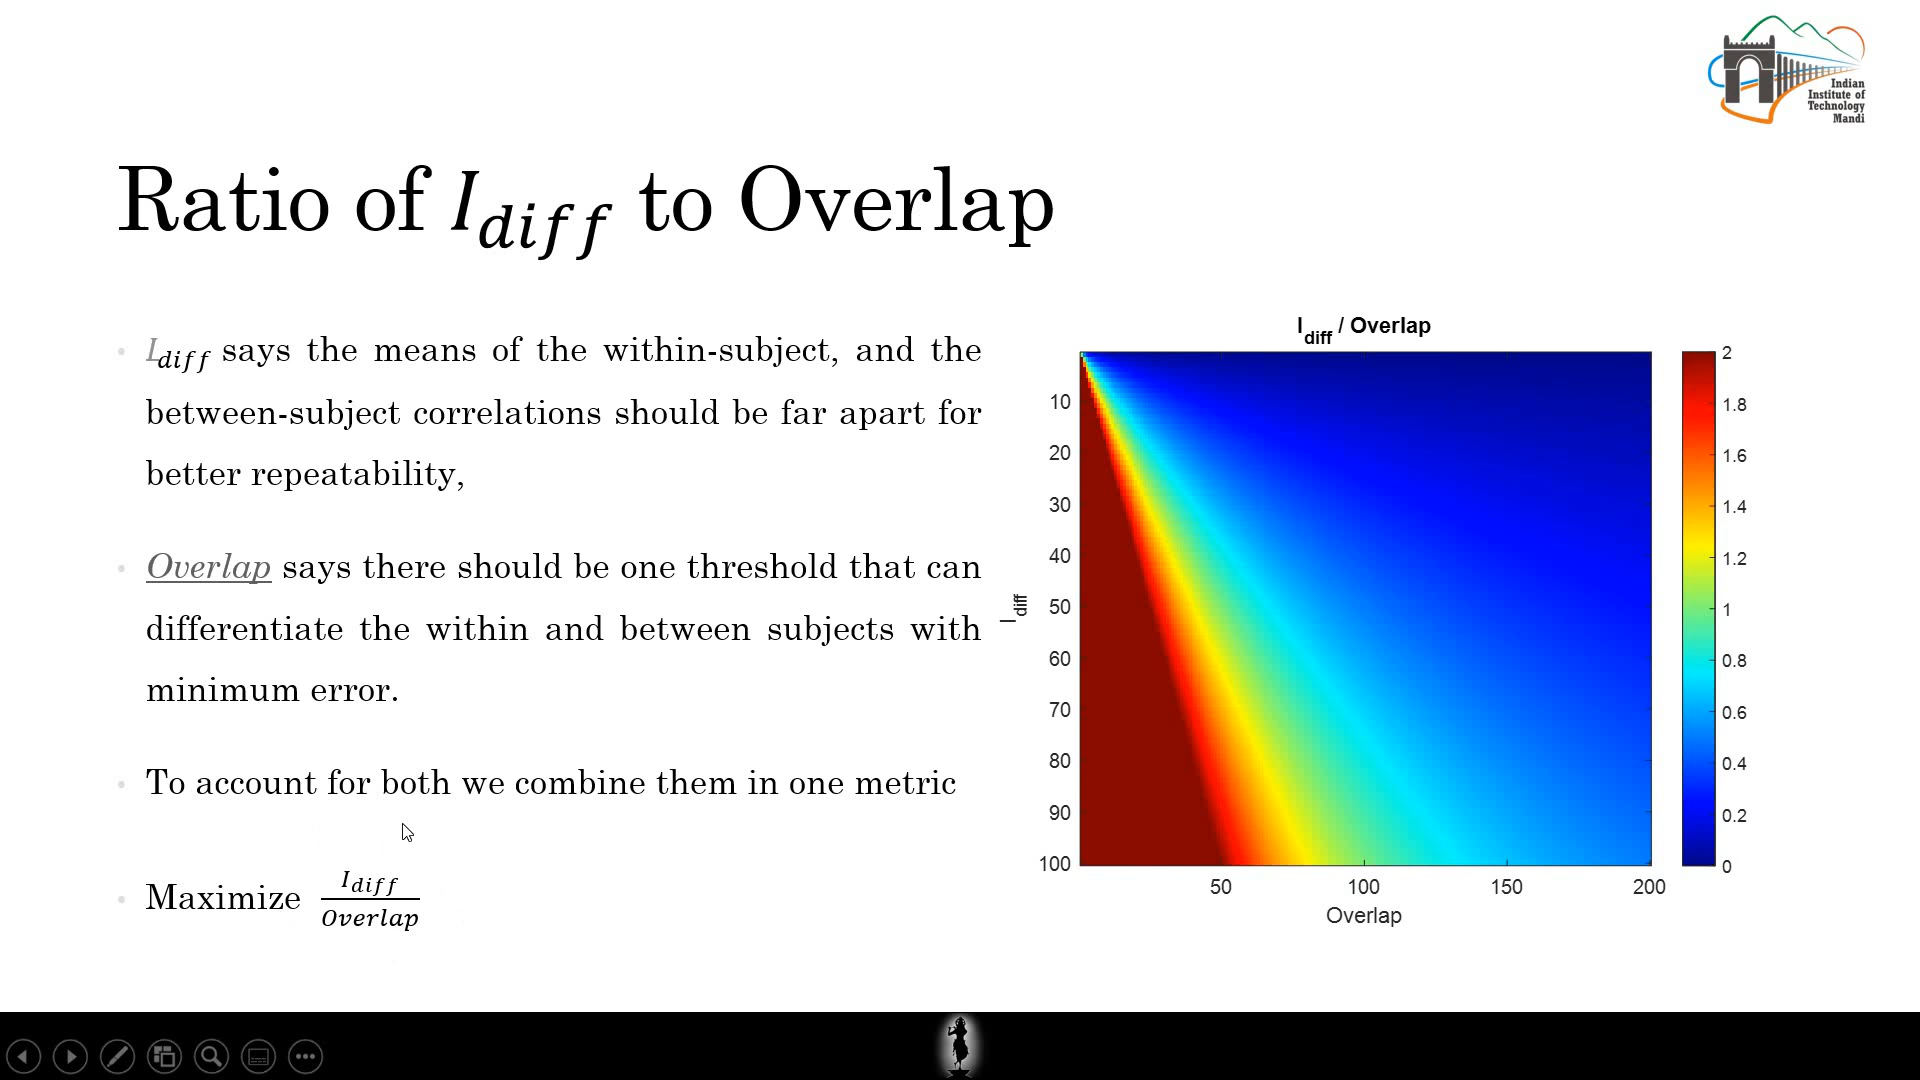 Indian
Institute of
Technology
Mandi
Ratio of I_diff to Overlap
• I_diff says the means of the within-subject, and the
between-subject correlations should be far apart for
better repeatability,
• Overlap says there should be one threshold that can
differentiate the within and between subjects with
minimum error.
• To account for both we combine them in one metric
• Maximize I_diff / Overlap
I_diff / Overlap
I_diff
10
20
30
40
50
60
70
80
90
100
50 100 150 200
Overlap
2
1.8
1.6
1.4
1.2
1
0.8
0.6
0.4
0.2
0